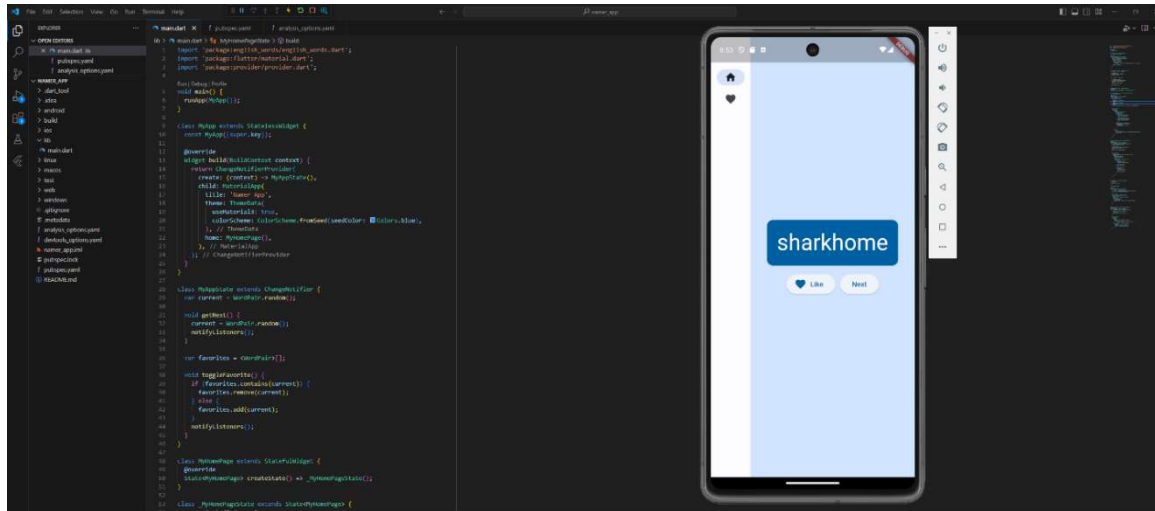 File Edit Selection View Go Run Terminal Help
namer_app
EXPLORER
main.dart
pubspec.yaml
analysis_options.yaml
OPEN EDITORS
main.dart lib
pubspec.yaml
analysis_options.yaml
NAMER_APP
.dart_tool
.idea
android
build
ios
lib
main.dart
linux
macos
test
web
windows
.gitignore
.metadata
analysis_options.yaml
devtools_options.yaml
namer_app.iml
pubspec.lock
pubspec.yaml
README.md
lib > main.dart > _MyHomePageState > build
import 'package:english_words/english_words.dart';
import 'package:flutter/material.dart';
import 'package:provider/provider.dart';
Run | Debug | Profile
void main() {
runApp(MyApp());
}
class MyApp extends StatelessWidget {
const MyApp({super.key});
@override
Widget build(BuildContext context) {
return ChangeNotifierProvider(
create: (context) => MyAppState(),
child: MaterialApp(
title: 'Namer App',
theme: ThemeData(
useMaterial3: true,
colorScheme: ColorScheme.fromSeed(seedColor: Colors.blue),
), // ThemeData
home: MyHomePage(),
), // MaterialApp
); // ChangeNotifierProvider
}
}
class MyAppState extends ChangeNotifier {
var current = WordPair.random();
void getNext() {
current = WordPair.random();
notifyListeners();
}
var favorites = <WordPair>[];
void toggleFavorite() {
if (favorites.contains(current)) {
favorites.remove(current);
} else {
favorites.add(current);
}
notifyListeners();
}
}
class MyHomePage extends StatefulWidget {
@override
State<MyHomePage> createState() => _MyHomePageState();
}
class _MyHomePageState extends State<MyHomePage> {
sharkhome
Like Next